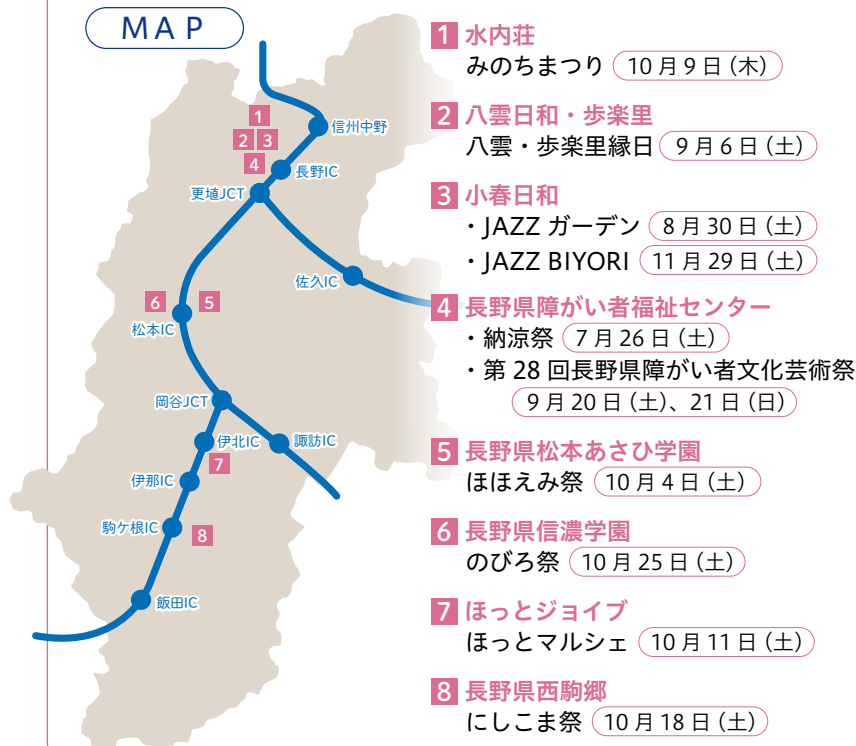 MAP
1
2 3
4
信州中野
長野IC
更埴JCT
佐久IC
6 5
松本IC
岡谷JCT
伊北IC
諏訪IC
7
伊那IC
駒ケ根IC
8
飯田IC
1 水内荘
みのちまつり 10月9日(木)
2 八雲日和・歩楽里
八雲・歩楽里縁日 9月6日(土)
3 小春日和
・JAZZ ガーデン 8月30日(土)
・JAZZ BIYORI 11月29日(土)
4 長野県障がい者福祉センター
・納涼祭 7月26日(土)
・第28回長野県障がい者文化芸術祭
9月20日(土)、21日(日)
5 長野県松本あさひ学園
ほほえみ祭 10月4日(土)
6 長野県信濃学園
のびろ祭 10月25日(土)
7 ほっとジョイブ
ほっとマルシェ 10月11日(土)
8 長野県西駒郷
にしこま祭 10月18日(土)